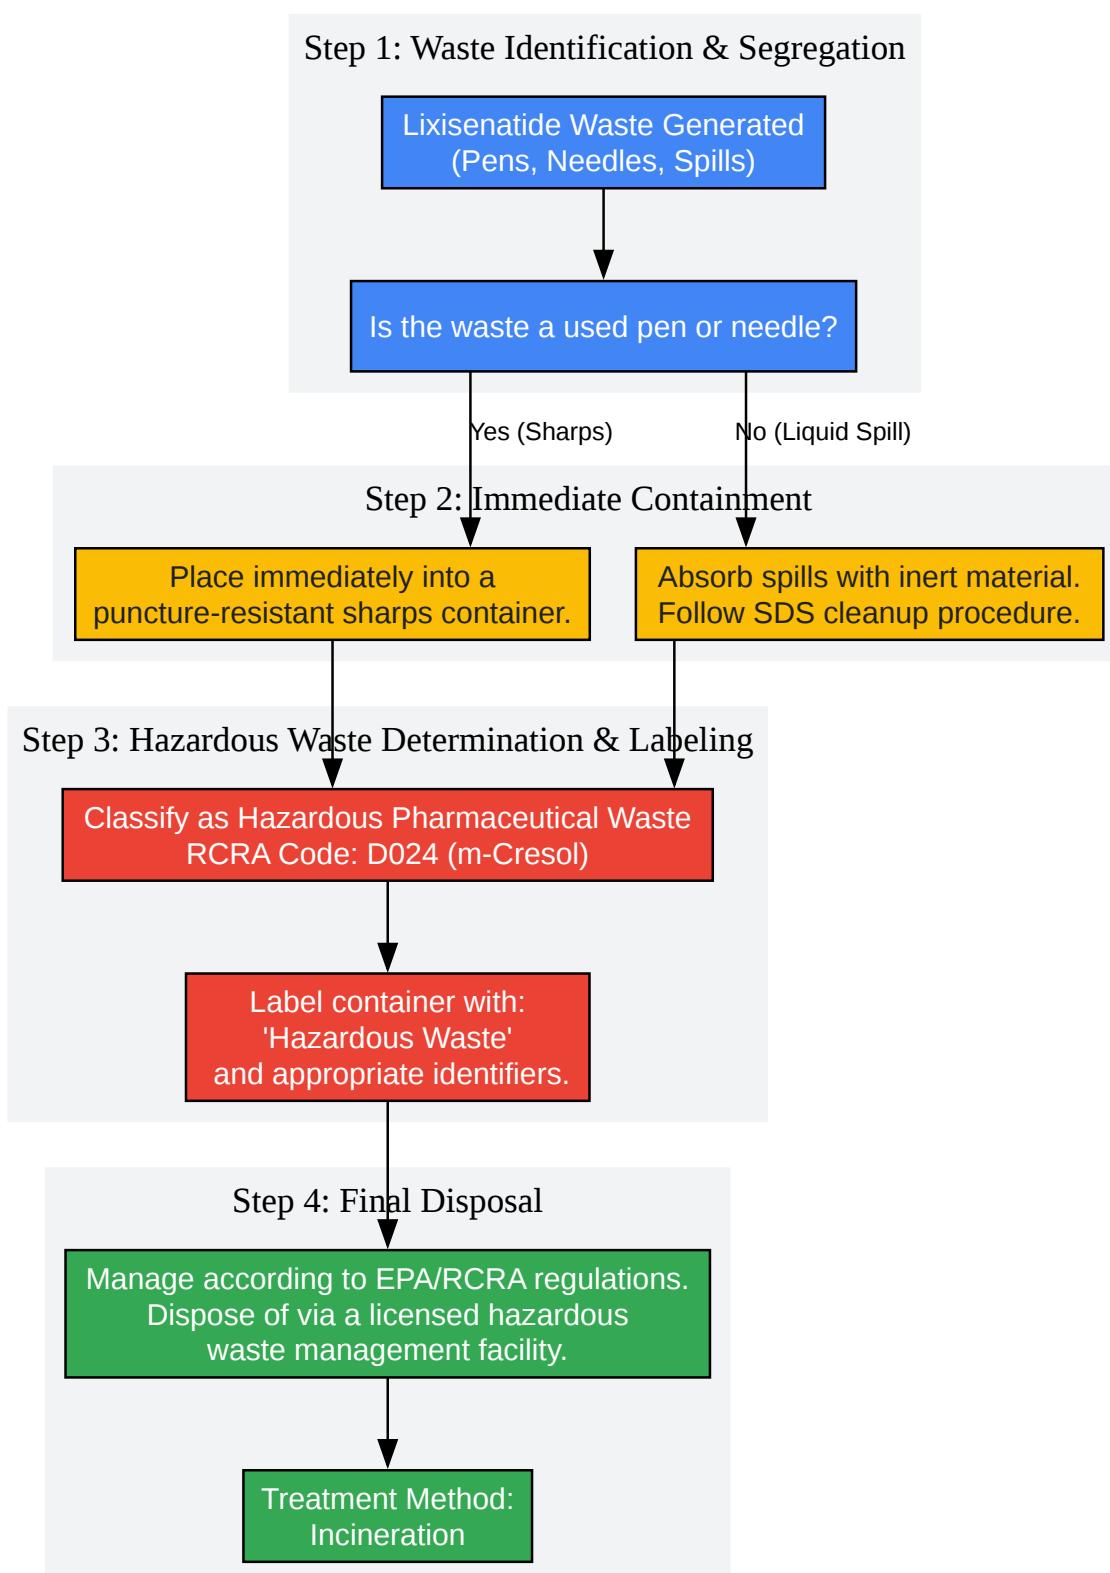 Step 1: Waste Identification & Segregation
Lixisenatide Waste Generated
(Pens, Needles, Spills)
Is the waste a used pen or needle?
Yes (Sharps)
No (Liquid Spill)
Step 2: Immediate Containment
Place immediately into a
puncture-resistant sharps container.
Absorb spills with inert material.
Follow SDS cleanup procedure.
Step 3: Hazardous Waste Determination & Labeling
Classify as Hazardous Pharmaceutical Waste
RCRA Code: D024 (m-Cresol)
Label container with:
'Hazardous Waste'
and appropriate identifiers.
Step 4: Final Disposal
Manage according to EPA/RCRA regulations.
Dispose of via a licensed hazardous
waste management facility.
Treatment Method:
Incineration